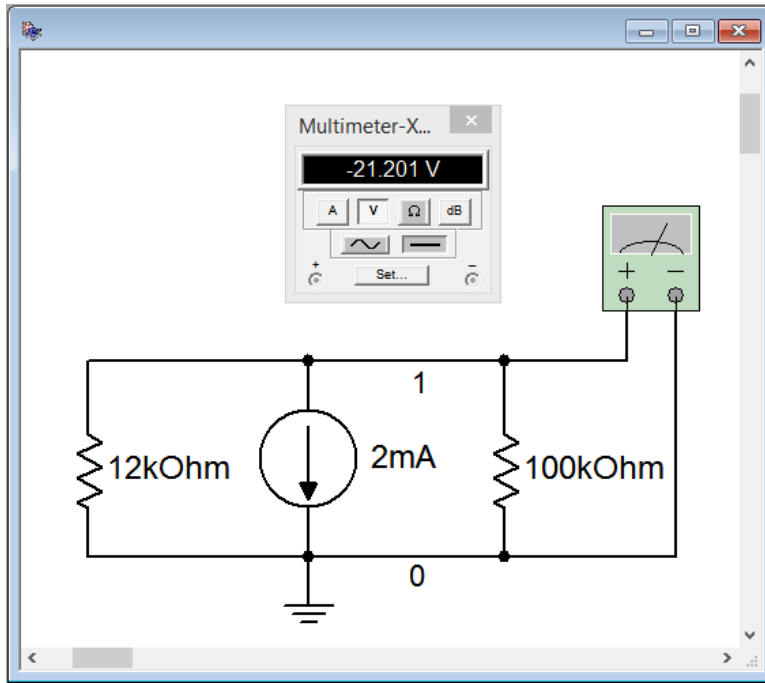 Multimeter-X...
-21.201 V
A V Ω dB
+ Set... −
+ −
1
12kOhm 2mA 100kOhm
0